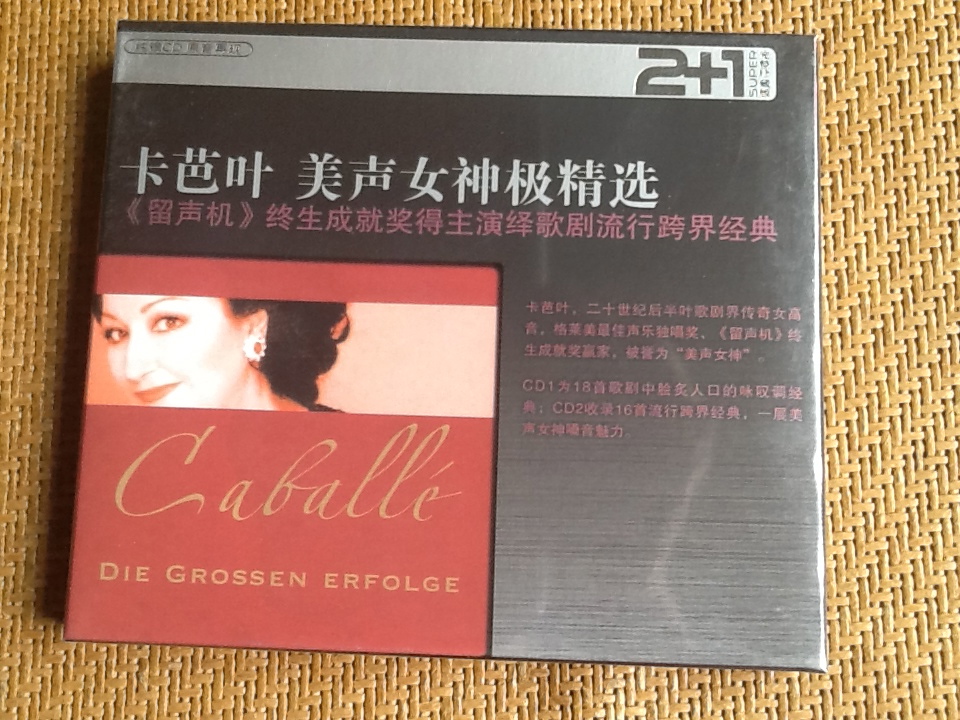 2+1
SUPER
卡芭叶 美声女神极精选
《留声机》终生成就奖得主演绎歌剧流行跨界经典
卡芭叶，二十世纪后半叶歌剧界传奇女高
音，格莱美最佳声乐独唱奖、《留声机》终
生成就奖赢家，被誉为“美声女神”。
CD1为18首歌剧中脍炙人口的咏叹调经
典；CD2收录16首流行跨界经典，一展美
声女神嗓音魅力。
Caballé
DIE GROSSEN ERFOLGE